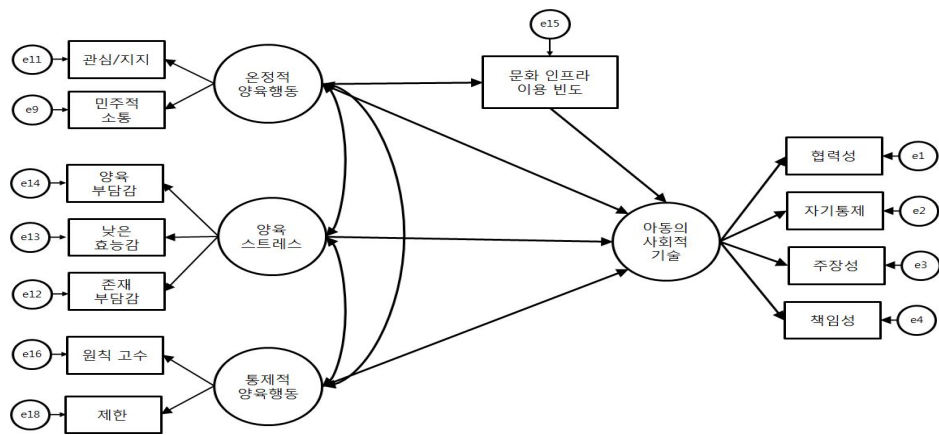 e15
e11
관심/지지
온정적
양육행동
문화 인프라
이용 빈도
e9
민주적
소통
협력성
e1
e14
양육
부담감
자기통제
e2
e13
낮은
효능감
양육
스트레스
아동의
사회적
기술
주장성
e3
e12
존재
부담감
책임성
e4
e16
원칙 고수
통제적
양육행동
e18
제한